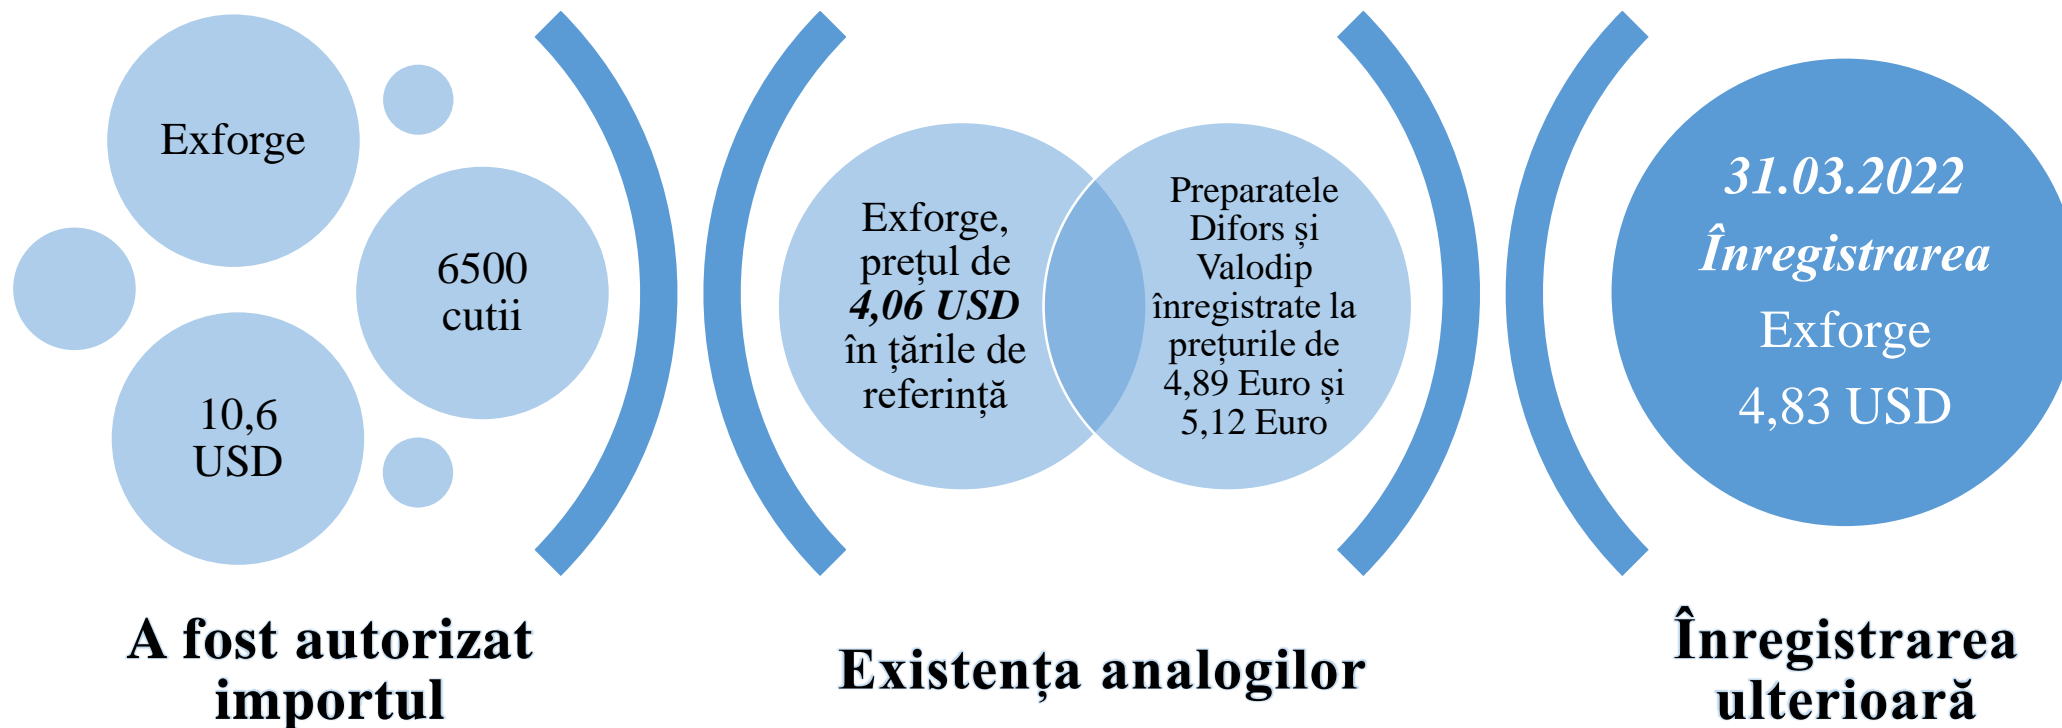 Exforge
6500
cutii
10,6
USD
A fost autorizat
importul
Exforge,
prețul de
4,06 USD
în țările de
referință
Preparatele
Difors și
Valodip
înregistrate la
prețurile de
4,89 Euro și
5,12 Euro
Existența analogilor
31.03.2022
Înregistrarea
Exforge
4,83 USD
Înregistrarea
ulterioară